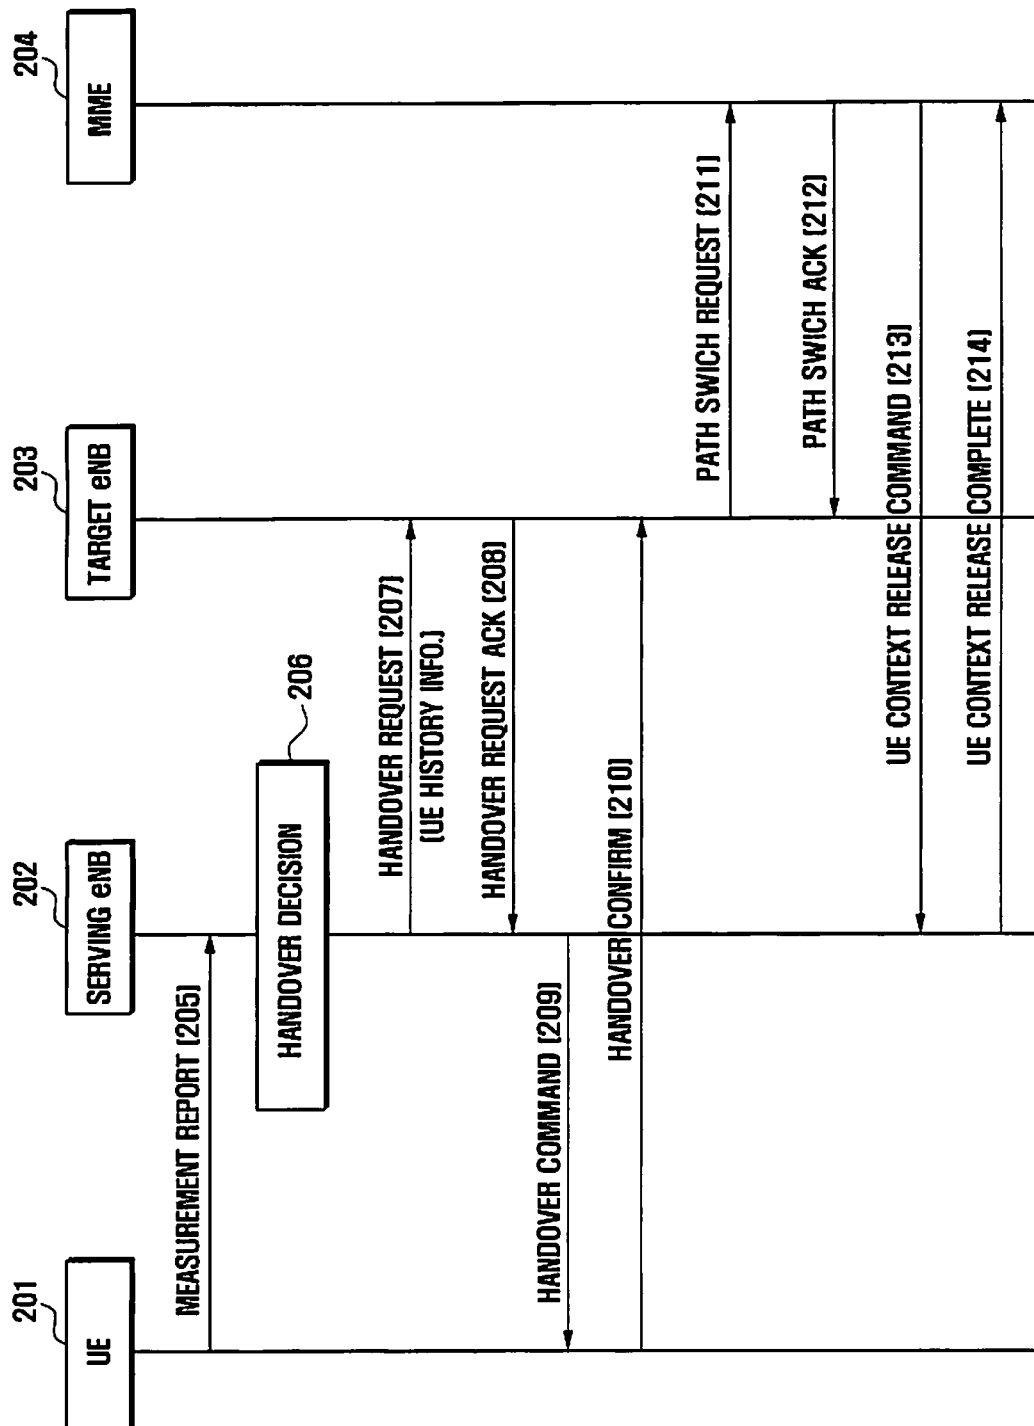 201
202
203
204
UE
SERVING eNB
TARGET eNB
MME
MEASUREMENT REPORT (205)
HANDOVER DECISION
206
HANDOVER REQUEST (207)
(UE HISTORY INFO.)
HANDOVER REQUEST ACK (208)
HANDOVER COMMAND (209)
HANDOVER CONFIRM (210)
PATH SWICH REQUEST (211)
PATH SWICH ACK (212)
UE CONTEXT RELEASE COMMAND (213)
UE CONTEXT RELEASE COMPLETE (214)